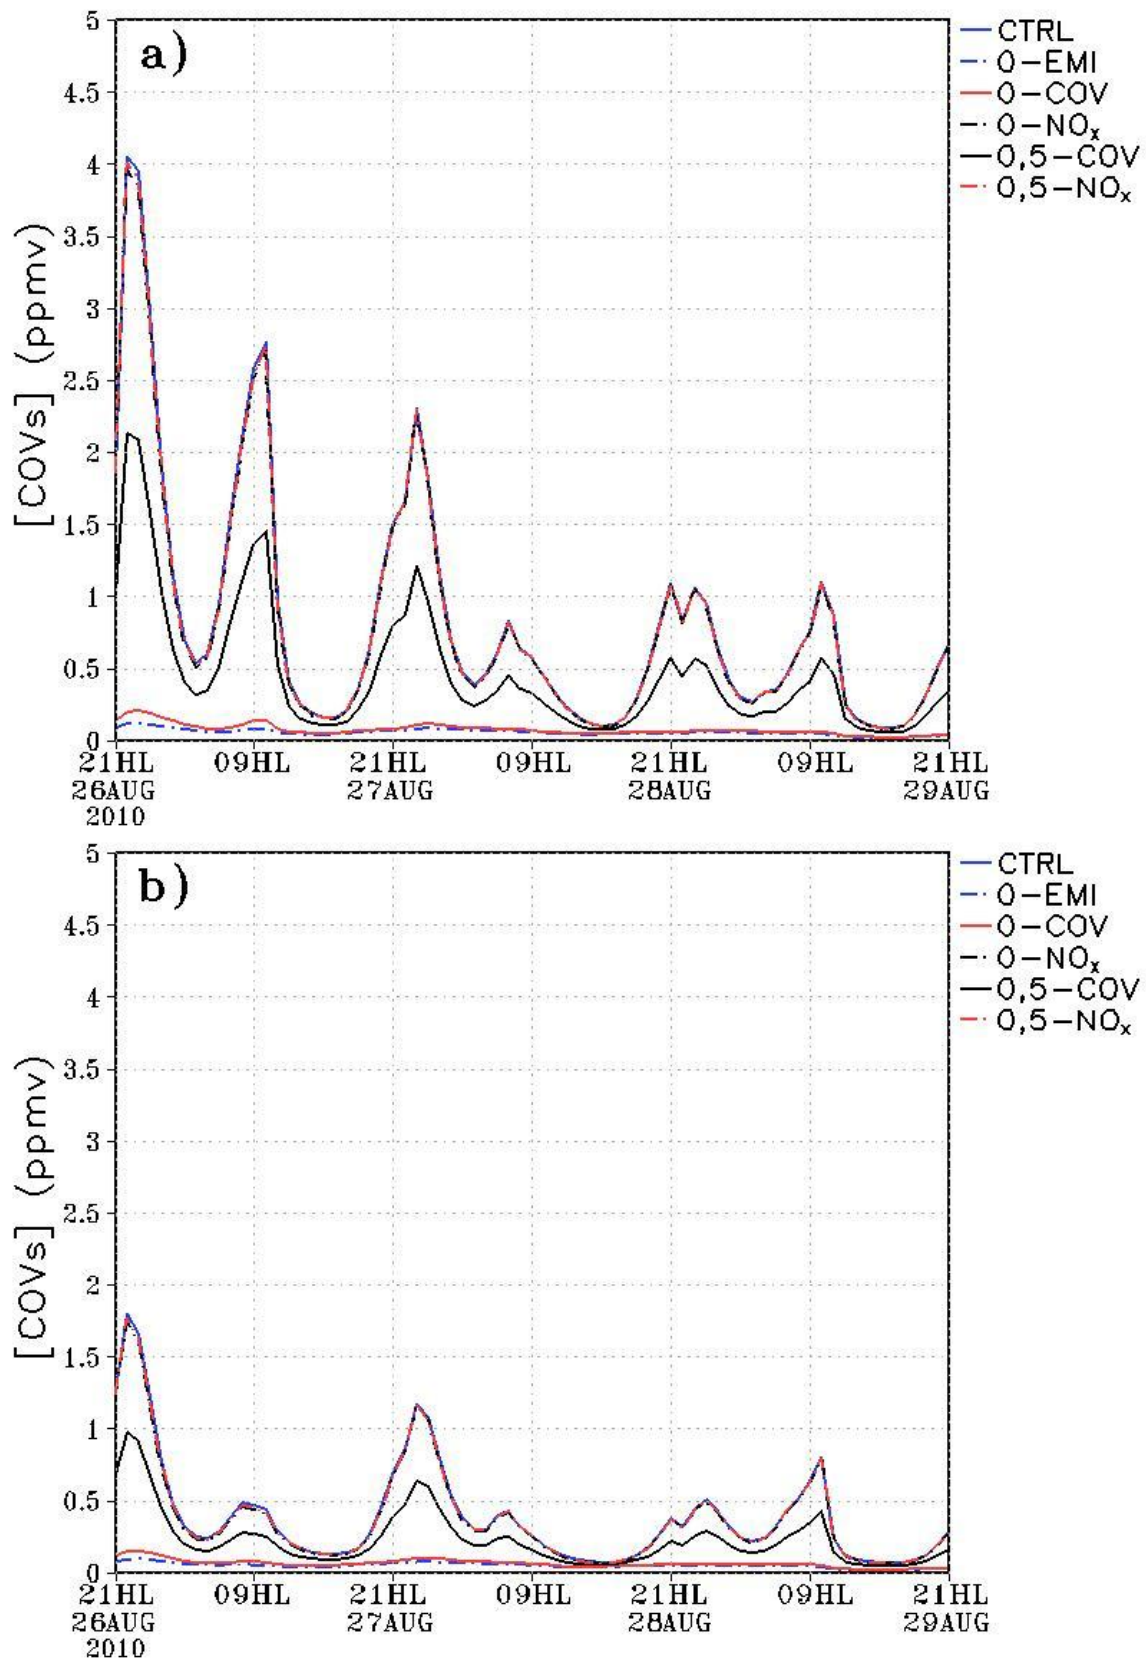 a)
[COVs] (ppmv)
5
4.5
4
3.5
3
2.5
2
1.5
1
0.5
0
CTRL
0-EMI
0-COV
0-NOₓ
0,5-COV
0,5-NOₓ
21HL 09HL 21HL 09HL 21HL 09HL 21HL
26AUG 27AUG 28AUG 29AUG
2010
b)
[COVs] (ppmv)
5
4.5
4
3.5
3
2.5
2
1.5
1
0.5
0
CTRL
0-EMI
0-COV
0-NOₓ
0,5-COV
0,5-NOₓ
21HL 09HL 21HL 09HL 21HL 09HL 21HL
26AUG 27AUG 28AUG 29AUG
2010